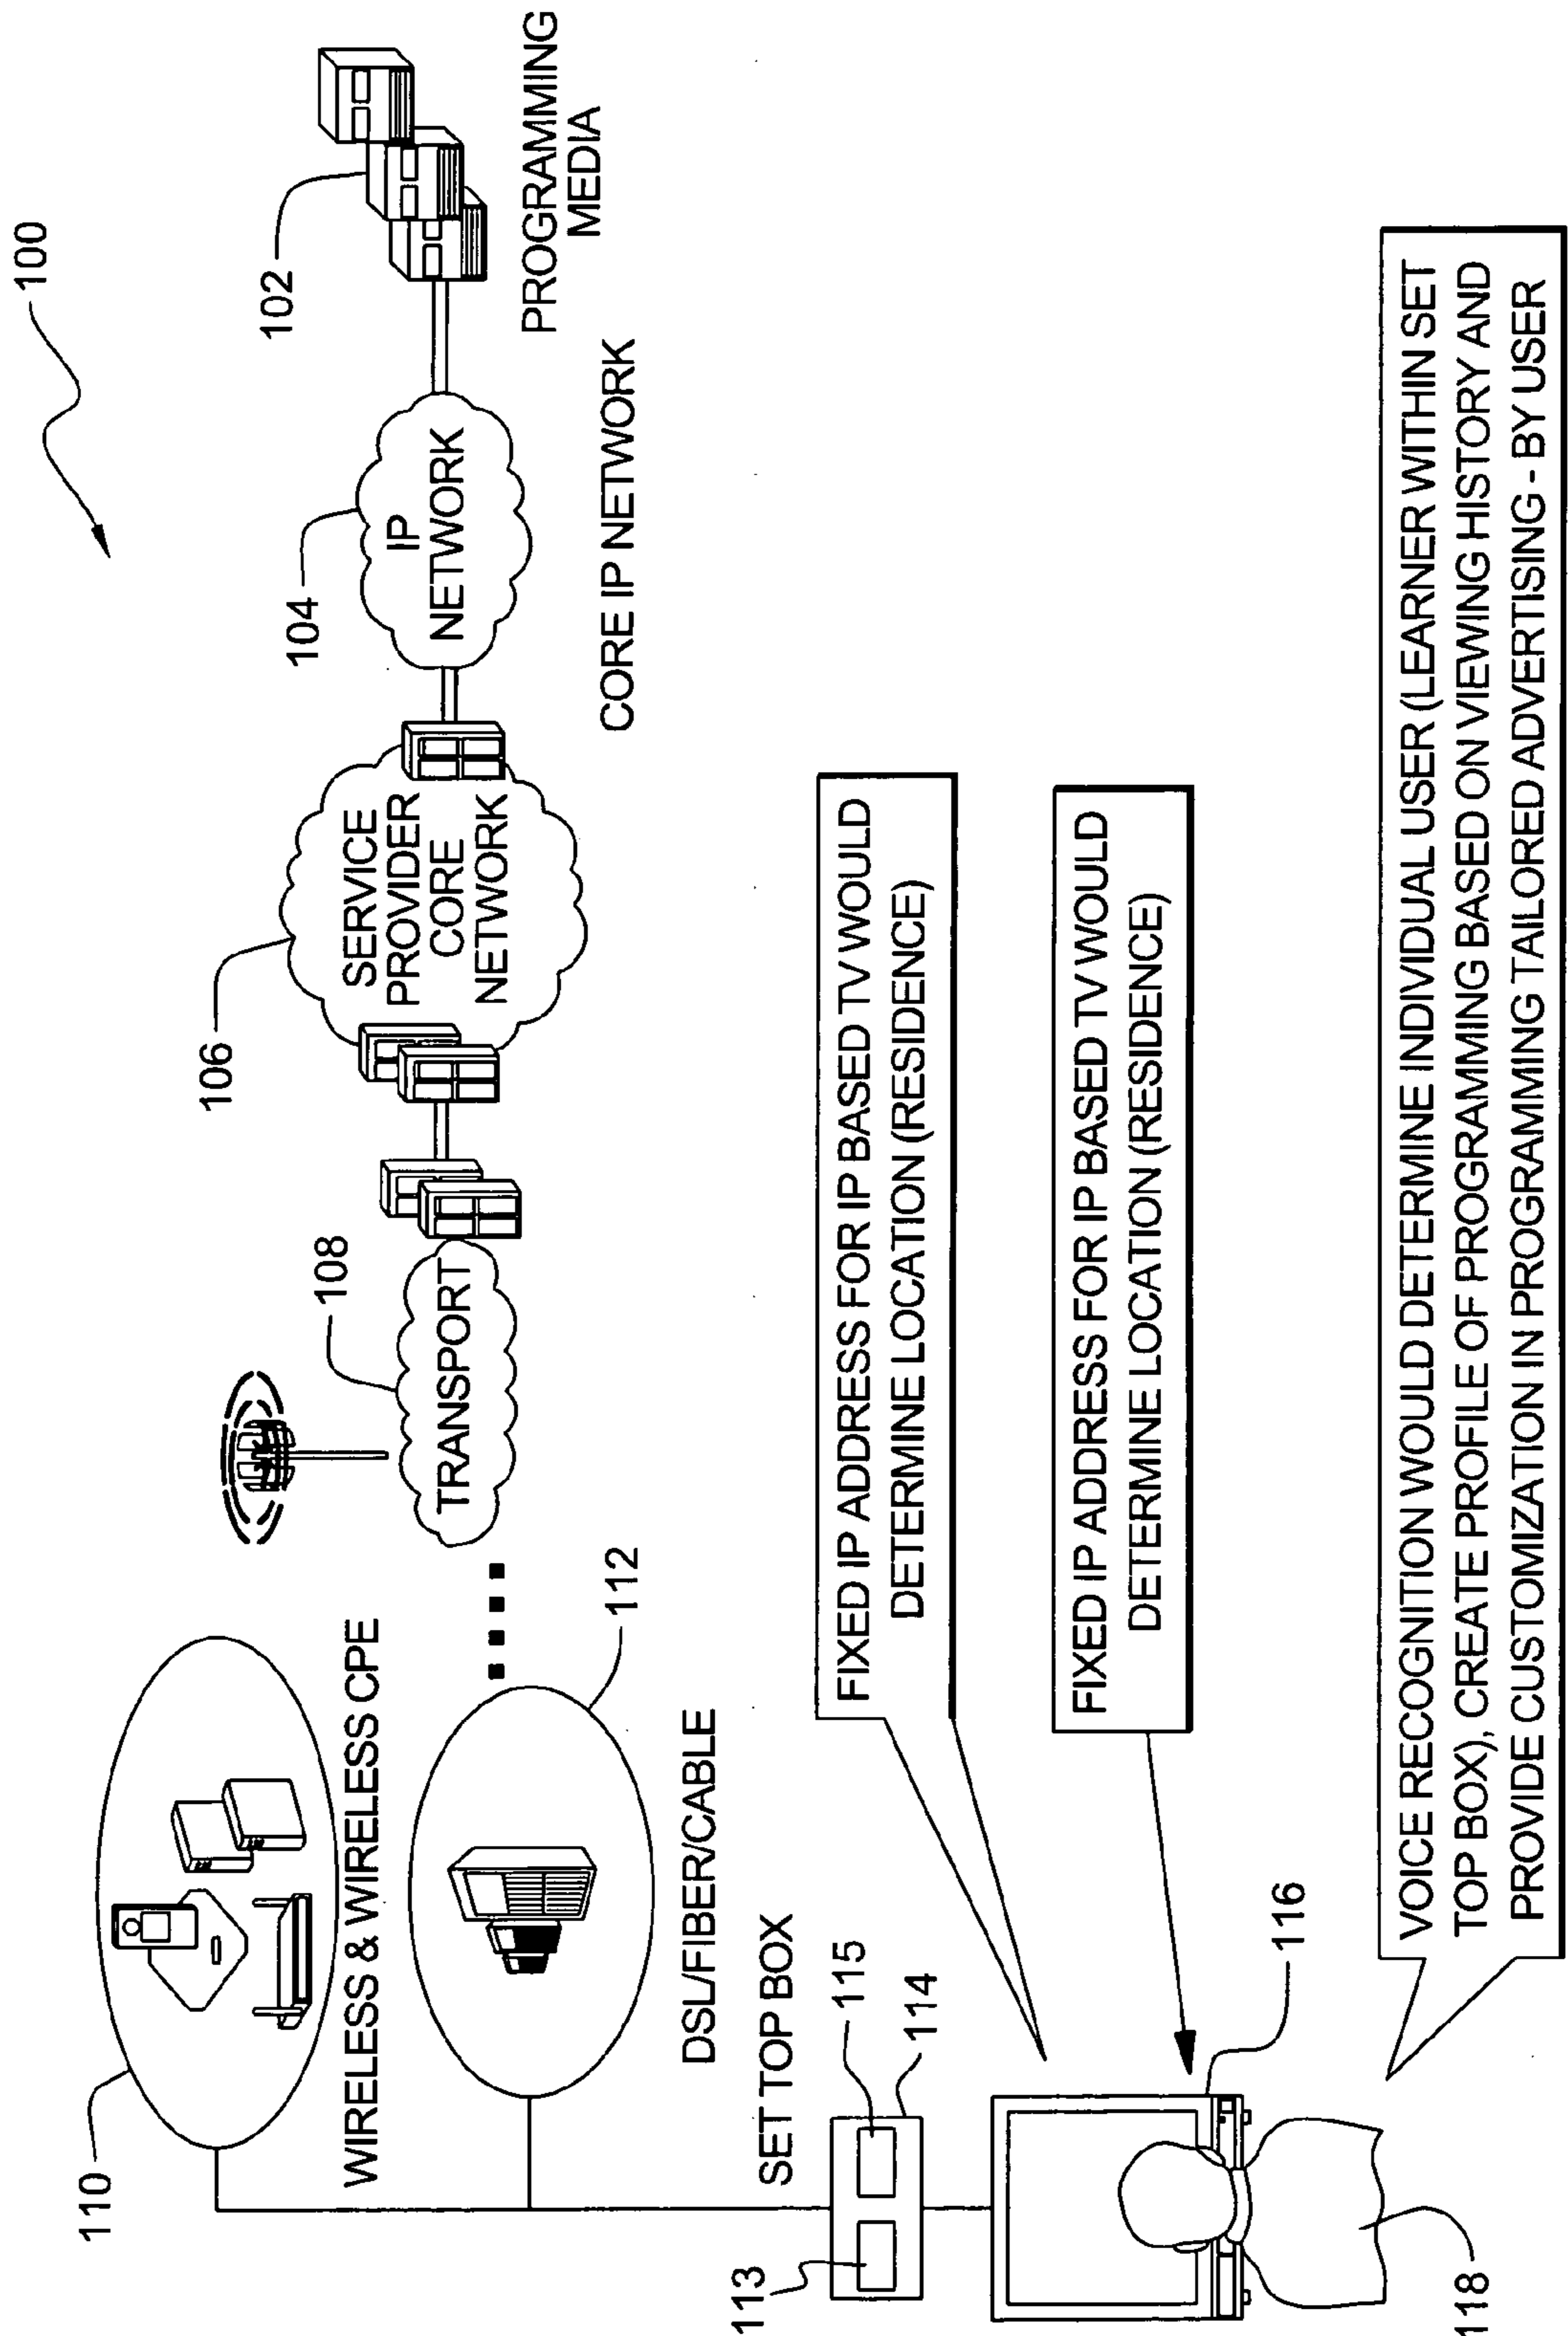 100
102
PROGRAMMING
MEDIA
104
IP
NETWORK
CORE IP NETWORK
106
SERVICE
PROVIDER
CORE
NETWORK
108
TRANSPORT
110
WIRELESS & WIRELESS CPE
112
DSL/FIBER/CABLE
SET TOP BOX
113
115
114
116
118
FIXED IP ADDRESS FOR IP BASED TV WOULD
DETERMINE LOCATION (RESIDENCE)
FIXED IP ADDRESS FOR IP BASED TV WOULD
DETERMINE LOCATION (RESIDENCE)
VOICE RECOGNITION WOULD DETERMINE INDIVIDUAL USER (LEARNER WITHIN SET
TOP BOX), CREATE PROFILE OF PROGRAMMING BASED ON VIEWING HISTORY AND
PROVIDE CUSTOMIZATION IN PROGRAMMING TAILORED ADVERTISING - BY USER